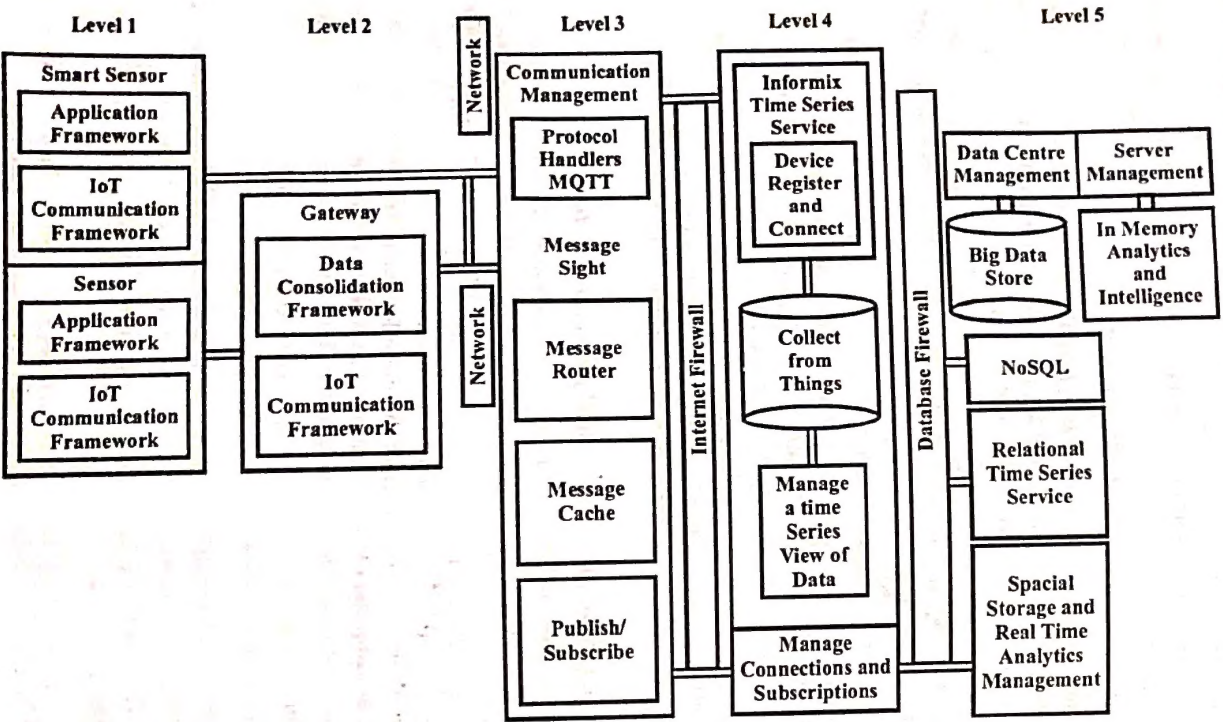 Level 1
Level 2
Level 3
Level 4
Level 5
Smart Sensor
Application
Framework
IoT
Communication
Framework
Sensor
Application
Framework
IoT
Communication
Framework
Gateway
Data
Consolidation
Framework
IoT
Communication
Framework
Network
Network
Communication
Management
Protocol
Handlers
MQTT
Message
Sight
Message
Router
Message
Cache
Publish/
Subscribe
Internet Firewall
Informix
Time Series
Service
Device
Register
and
Connect
Collect
from
Things
Manage
a time
Series
View of
Data
Manage
Connections and
Subscriptions
Database Firewall
Data Centre
Management
Server
Management
Big Data
Store
In Memory
Analytics
and
Intelligence
NoSQL
Relational
Time Series
Service
Spacial
Storage and
Real Time
Analytics
Management